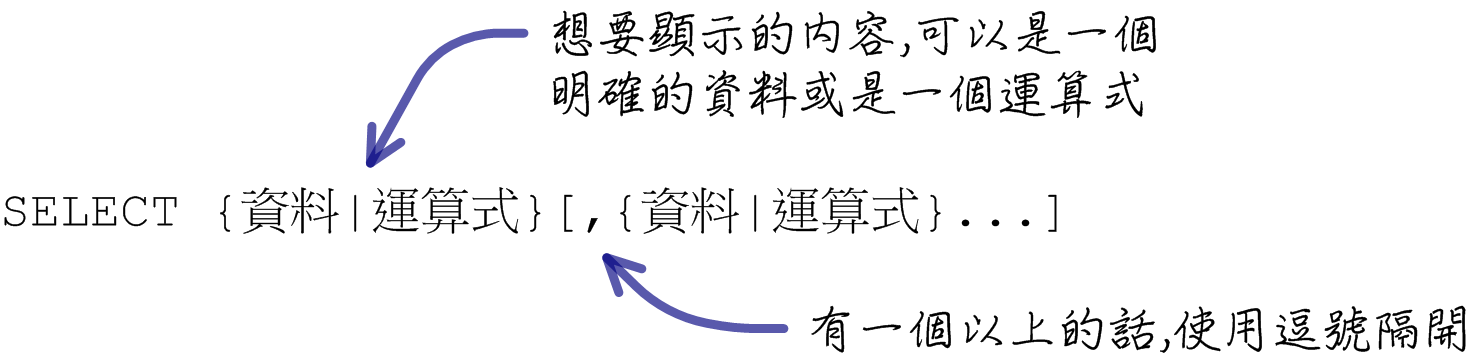 想要顯示的内容,可以是一個
明確的資料或是一個運算式
SELECT {資料|運算式}[,{資料|運算式}...]
有一個以上的話,使用逗號隔開